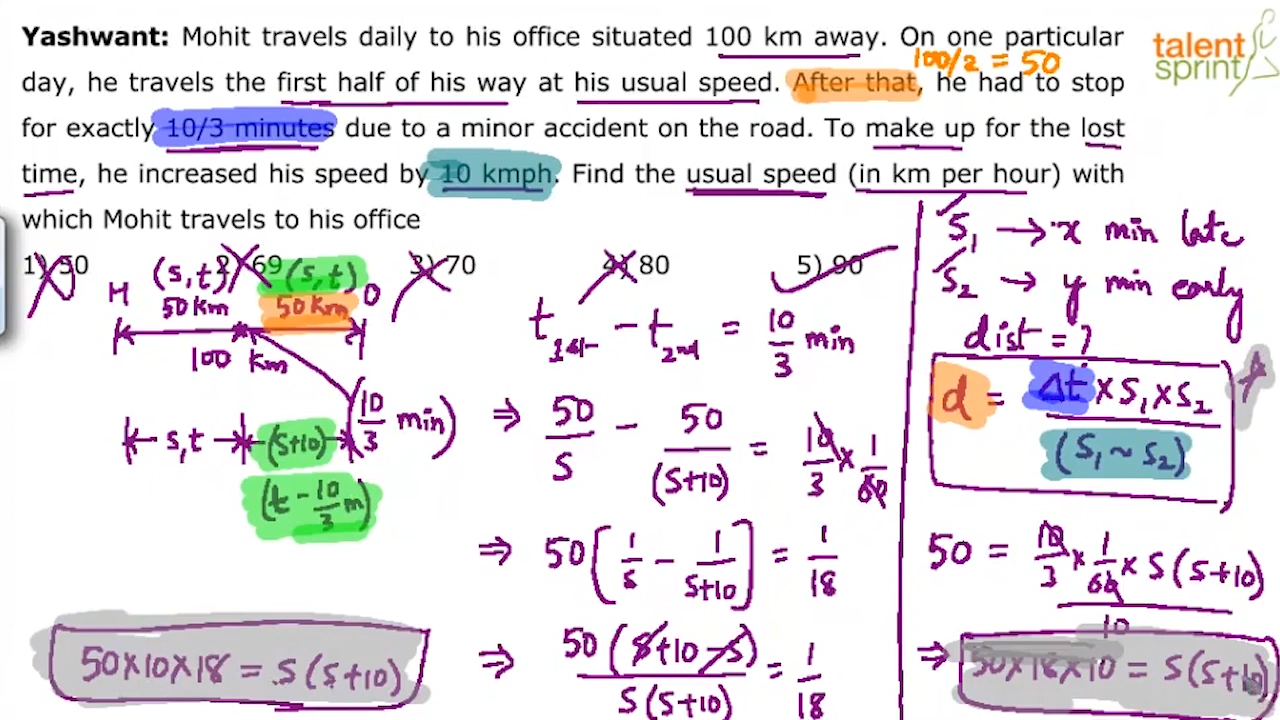 Yashwant: Mohit travels daily to his office situated 100 km away. On one particular
100/2 = 50
day, he travels the first half of his way at his usual speed. After that, he had to stop
for exactly 10/3 minutes due to a minor accident on the road. To make up for the lost
time, he increased his speed by 10 kmph. Find the usual speed (in km per hour) with
which Mohit travels to his office
talent
sprint
1) 50 2) 69 3) 70 4) 80 5) 90
H (s,t) (s,t) O
50 Km 50 Km
100 Km
10/3 min)
s,t (s+10)
(t - 10/3 m)
50×10×18 = s(s+10)
t1st - t2nd = 10/3 min
⇒ 50/s - 50/(s+10) = 10/3 × 1/60
⇒ 50[1/s - 1/s+10] = 1/18
⇒ 50(s+10-s)/s(s+10) = 1/18
S1 → x min late
S2 → y min early
dist = ?
d = Δt×S1×S2/(S1~S2)
50 = 10/3 × 1/60 × s(s+10)/10
⇒ 50×18×10 = s(s+10)